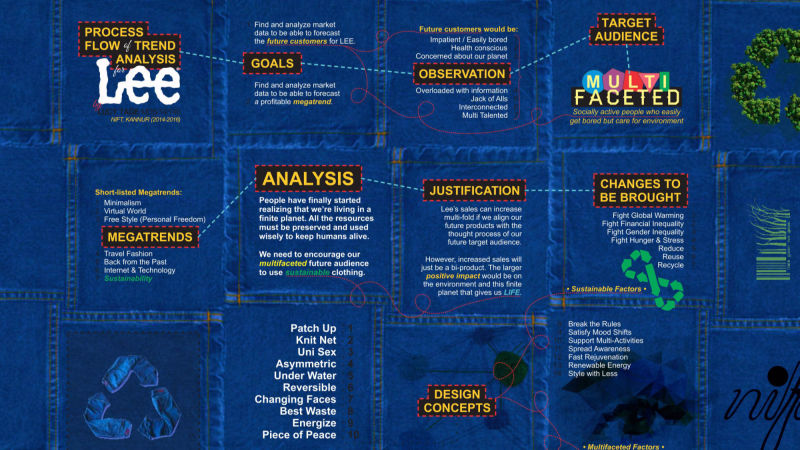 PROCESS
FLOW of TREND
ANALYSIS
for
Lee
NIFT, KANNUR (2014-2016)
Find and analyze market
data to be able to forecast
the future customers for LEE.
GOALS
Find and analyze market
data to be able to forecast
a profitable megatrend.
Future customers would be:
Impatient / Easily bored
Health conscious
Concerned about our planet
OBSERVATION
Overloaded with information
Jack of Alls
Interconnected
Multi Talented
TARGET
AUDIENCE
MULTI
FACETED
Socially active people who easily
get bored but care for environment
Short-listed Megatrends:
Minimalism
Virtual World
Free Style (Personal Freedom)
MEGATRENDS
Travel Fashion
Back from the Past
Internet & Technology
Sustainability
ANALYSIS
People have finally started
realizing that we're living in a
finite planet. All the resources
must be preserved and used
wisely to keep humans alive.
We need to encourage our
multifaceted future audience
to use sustainable clothing.
JUSTIFICATION
Lee's sales can increase
multi-fold if we align our
future products with the
thought process of our
future target audience.
However, increased sales will
just be a bi-product. The larger
positive impact would be on
the environment and this finite
planet that gives us LIFE.
CHANGES TO
BE BROUGHT
Fight Global Warming
Fight Financial Inequality
Fight Gender Inequality
Fight Hunger & Stress
Reduce
Reuse
Recycle
• Sustainable Factors •
Patch Up 1
Knit Net 2
Uni Sex 3
Asymmetric 4
Under Water 5
Reversible 6
Changing Faces 7
Best Waste 8
Energize 9
Piece of Peace 10
DESIGN
CONCEPTS
Break the Rules
Satisfy Mood Shifts
Support Multi-Activities
Spread Awareness
Fast Rejuvenation
Renewable Energy
Style with Less
• Multifaceted Factors •